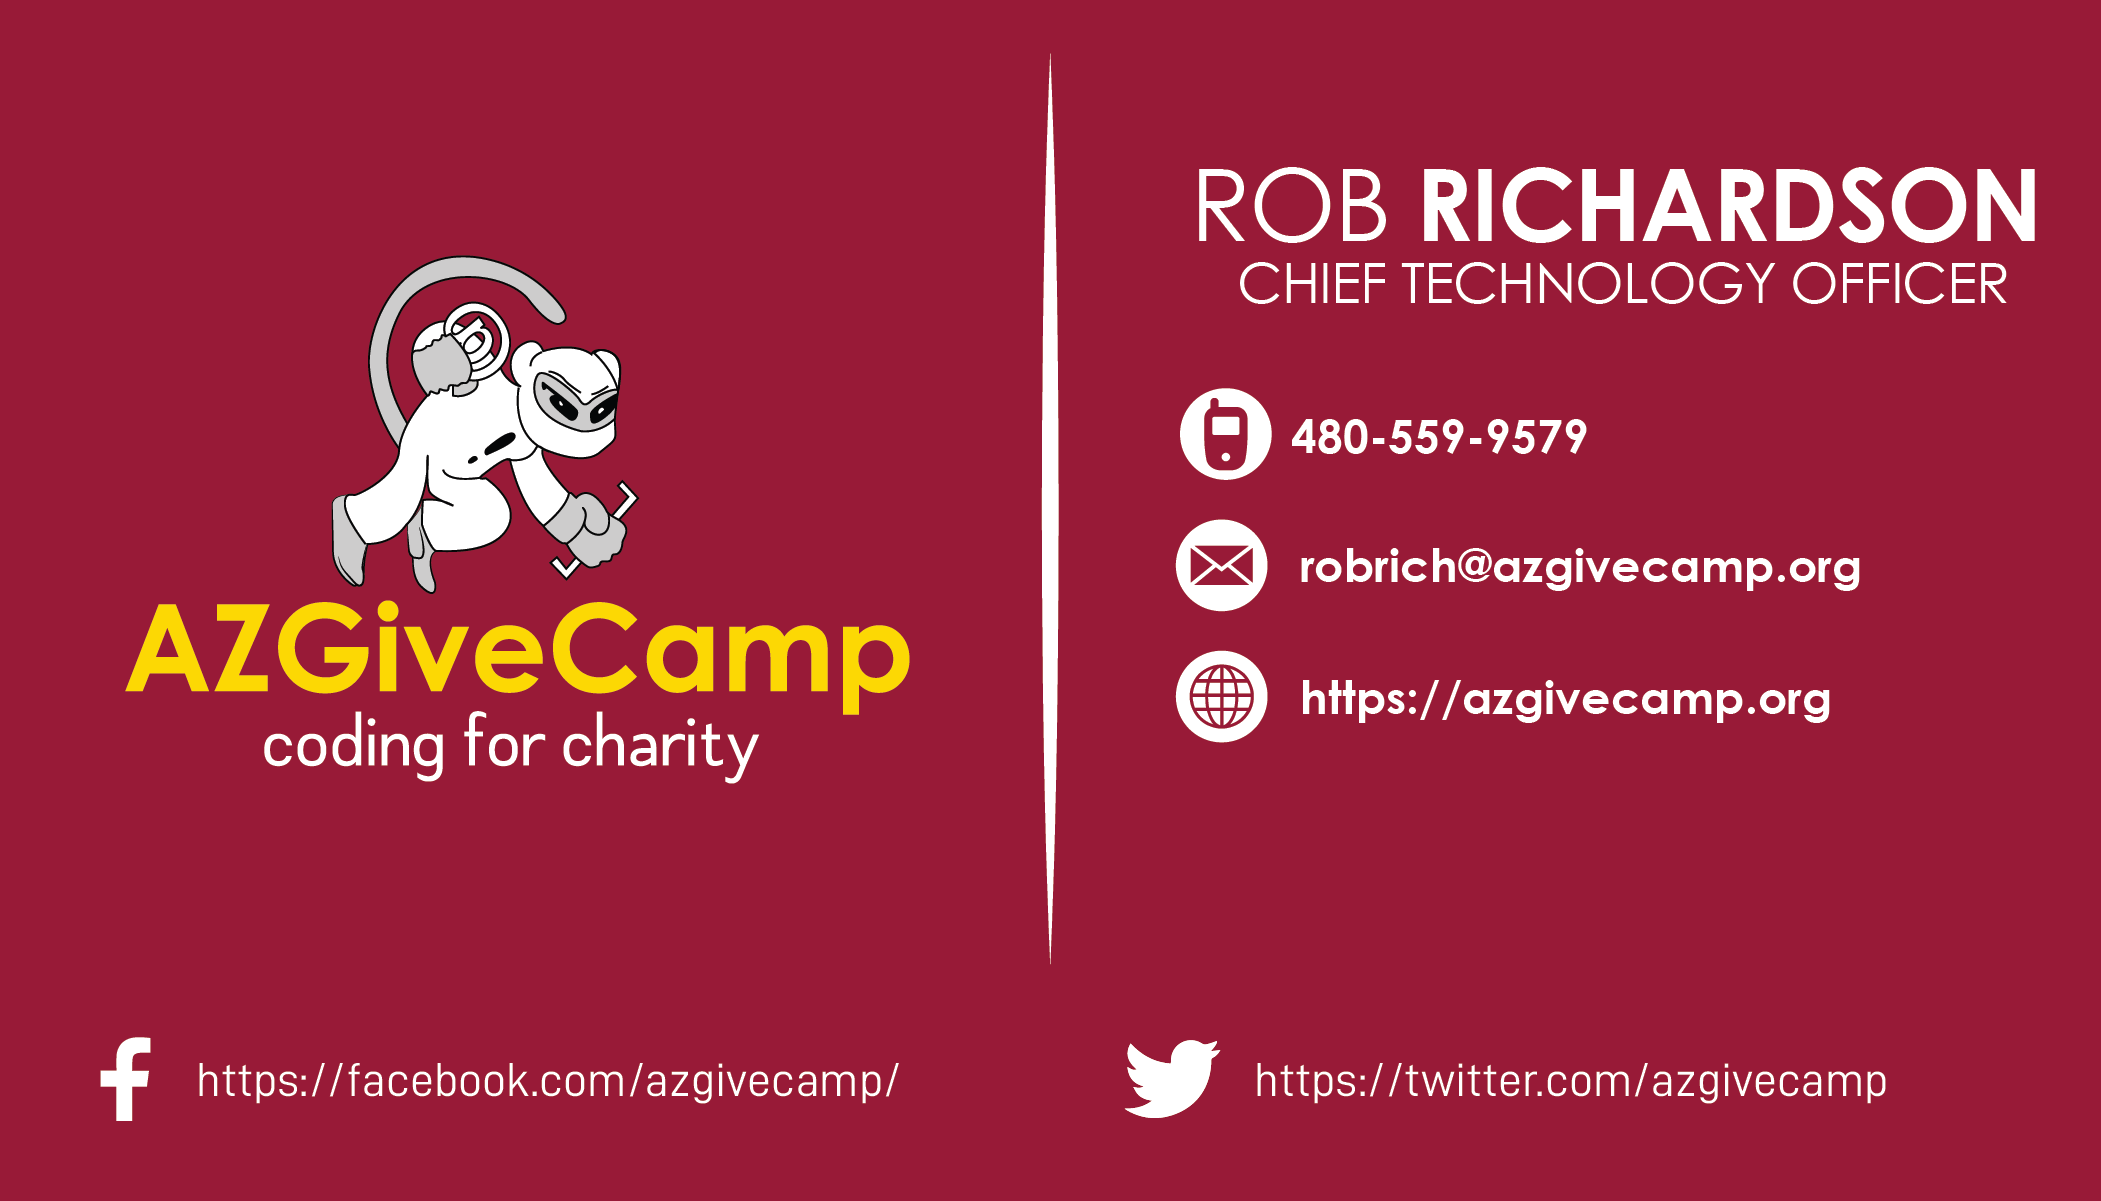 AZGiveCamp
coding for charity
ROB RICHARDSON
CHIEF TECHNOLOGY OFFICER
480-559-9579
robrich@azgivecamp.org
https://azgivecamp.org
https://facebook.com/azgivecamp/
https://twitter.com/azgivecamp